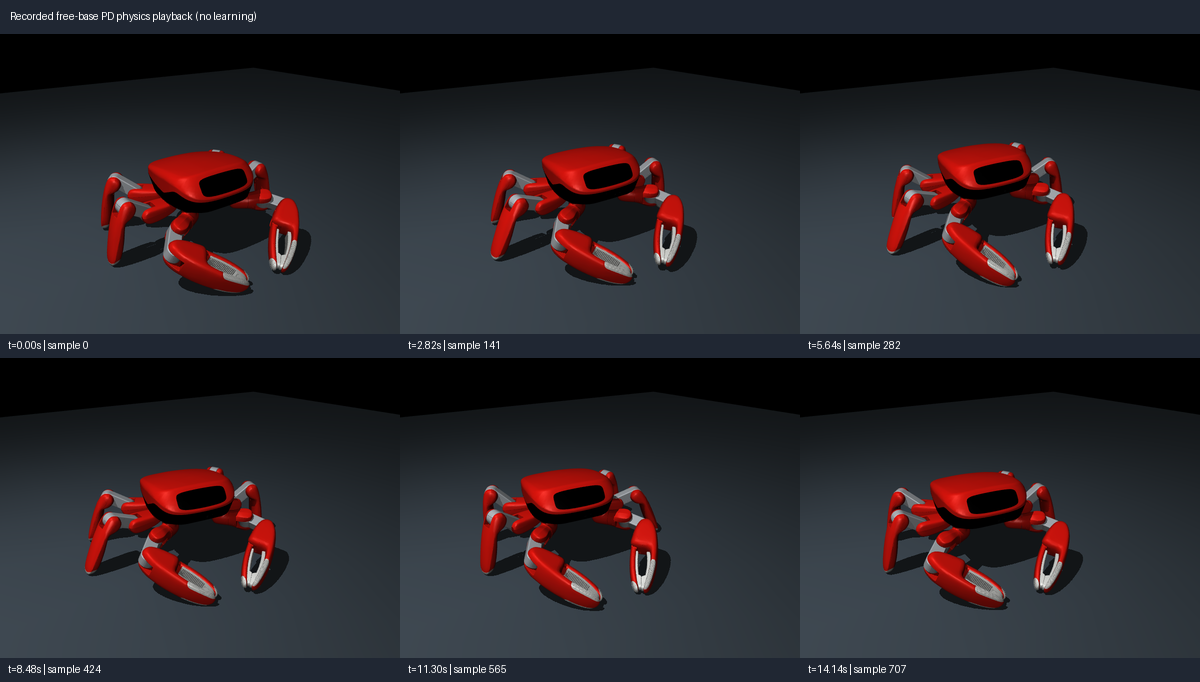 Recorded free-base PD physics playback (no learning)
t=0.00s | sample 0
t=2.82s | sample 141
t=5.64s | sample 282
t=8.48s | sample 424
t=11.30s | sample 565
t=14.14s | sample 707